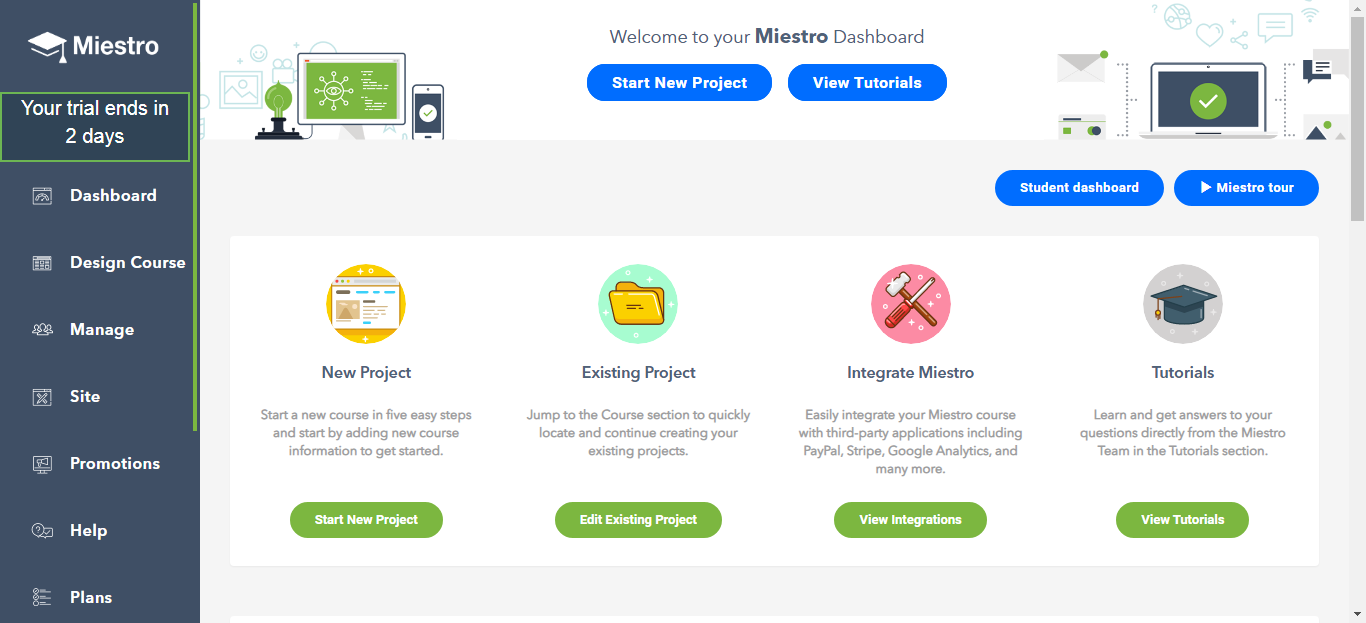 Miestro
Your trial ends in
2 days
Dashboard
Design Course
Manage
Site
Promotions
Help
Plans
Welcome to your Miestro Dashboard
Start New Project
View Tutorials
Student dashboard
Miestro tour
New Project
Start a new course in five easy steps
and start by adding new course
information to get started.
Start New Project
Existing Project
Jump to the Course section to quickly
locate and continue creating your
existing projects.
Edit Existing Project
Integrate Miestro
Easily integrate your Miestro course
with third-party applications including
PayPal, Stripe, Google Analytics, and
many more.
View Integrations
Tutorials
Learn and get answers to your
questions directly from the Miestro
Team in the Tutorials section.
View Tutorials